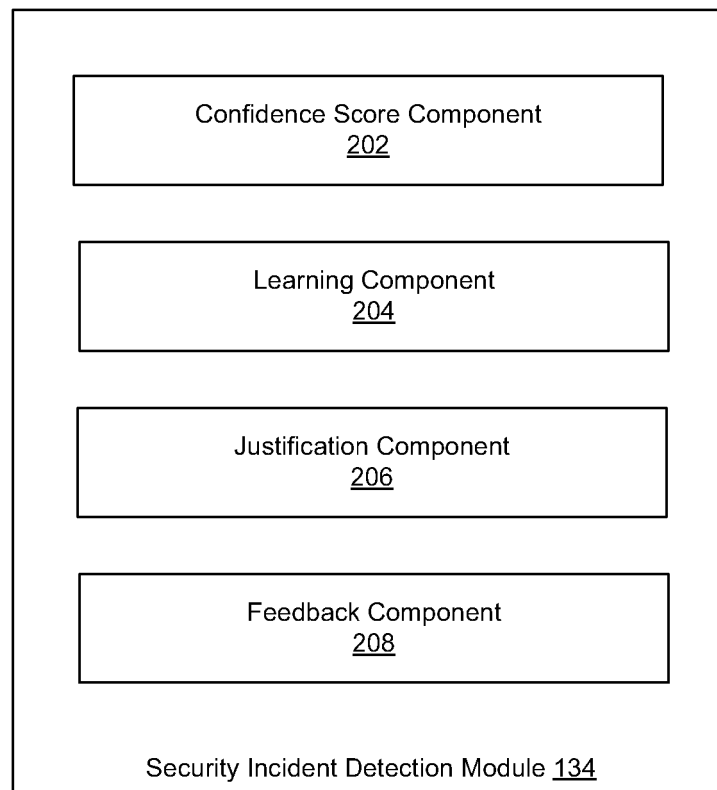 Confidence Score Component
202
Learning Component
204
Justification Component
206
Feedback Component
208
Security Incident Detection Module 134